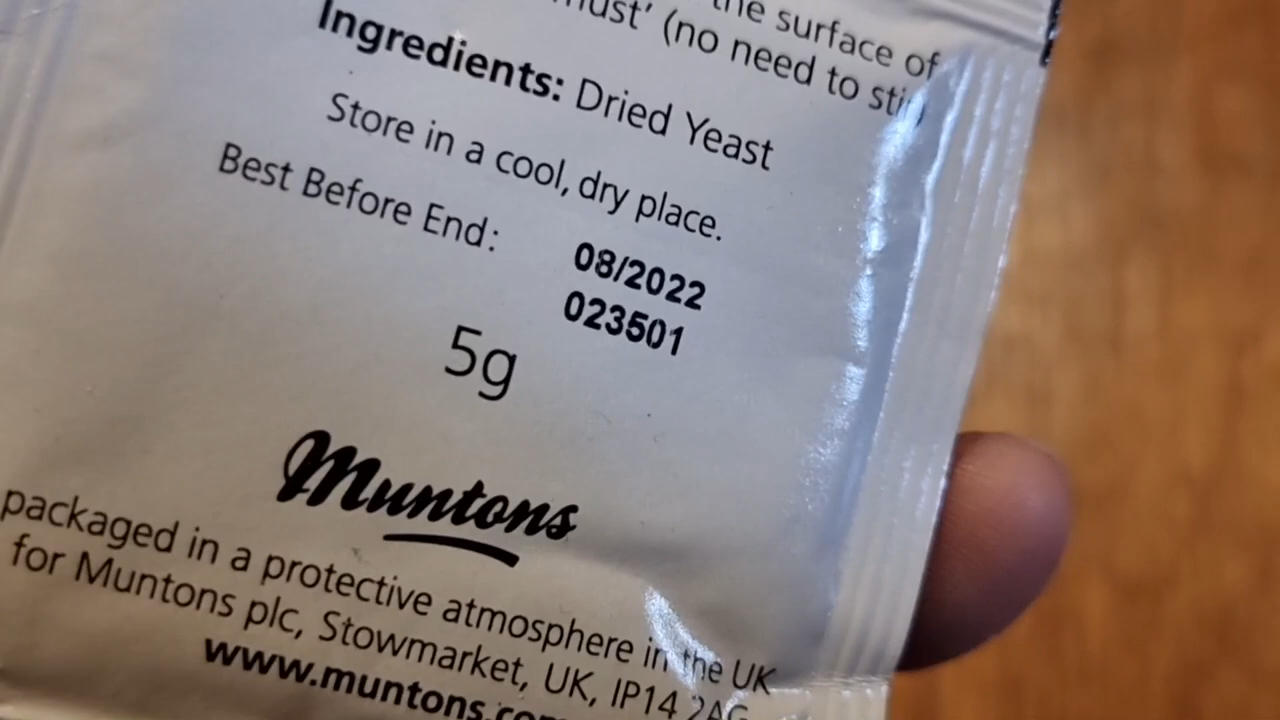 the surface of
must' (no need to stir)
Ingredients: Dried Yeast
Store in a cool, dry place.
Best Before End: 08/2022
023501
5g
Muntons
packaged in a protective atmosphere in the UK
for Muntons plc, Stowmarket, UK, IP14 2AG
www.muntons.com